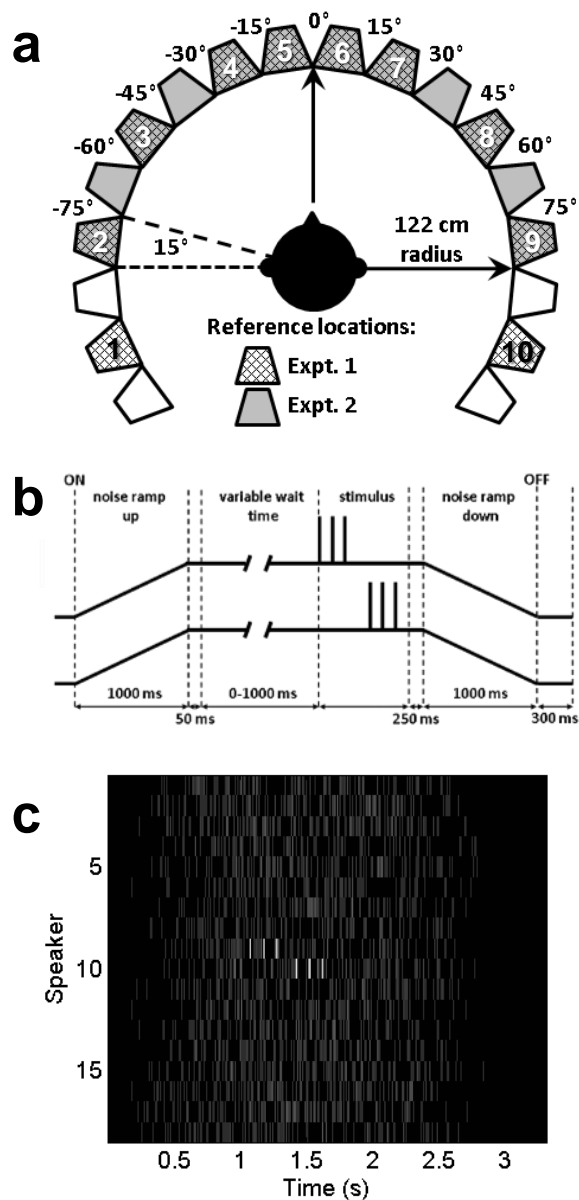 a
-15° 0° 15°
-30° 30°
-45° 45°
-60° 60°
-75° 75°
4 5 6 7
3 8
2 9
1 10
15°
122 cm
radius
Reference locations:
Expt. 1
Expt. 2
b
ON OFF
noise ramp variable wait stimulus noise ramp
up time down
1000 ms 0-1000 ms 1000 ms
50 ms 250 ms 300 ms
c
Speaker
5
10
15
0.5 1 1.5 2 2.5 3
Time (s)